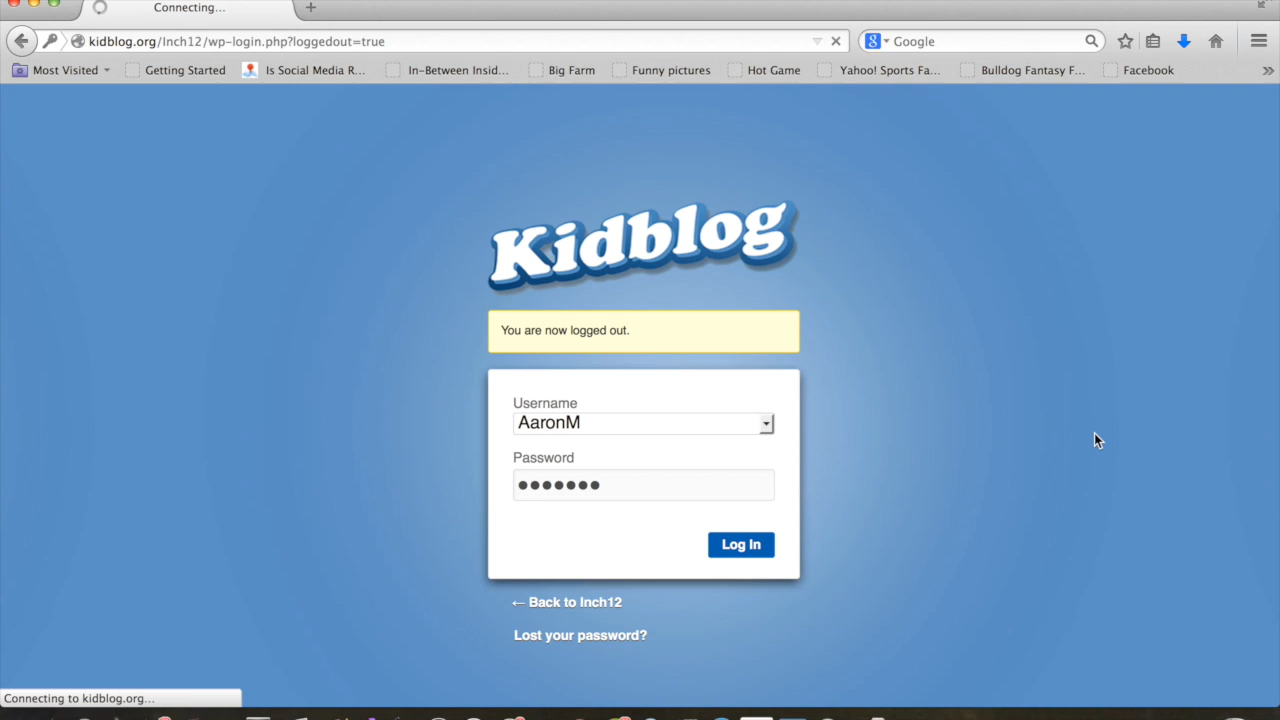 Connecting...
kidblog.org/Inch12/wp-login.php?loggedout=true
Google
Most Visited
Getting Started
Is Social Media R...
In-Between Insid...
Big Farm
Funny pictures
Hot Game
Yahoo! Sports Fa...
Bulldog Fantasy F...
Facebook
Kidblog
You are now logged out.
Username
AaronM
Password
Log In
← Back to Inch12
Lost your password?
Connecting to kidblog.org...